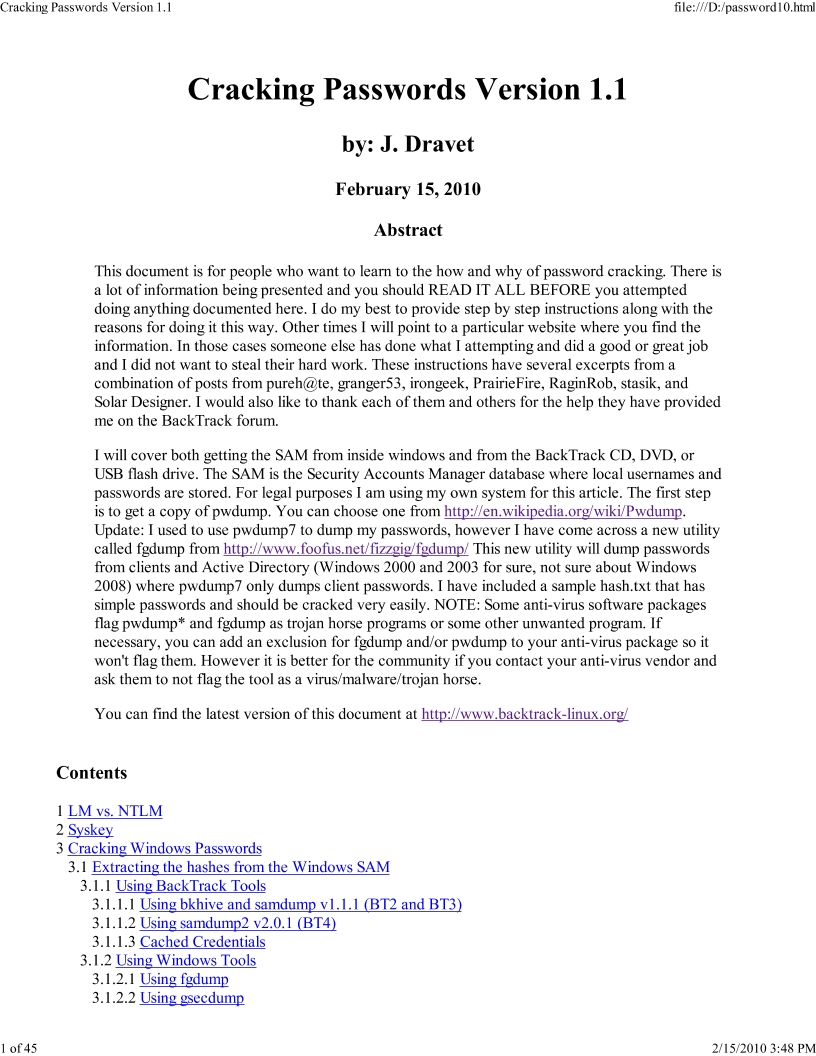 Cracking Passwords Version 1.1 file:///D:/password10.html
Cracking Passwords Version 1.1
by: J. Dravet
February 15, 2010
Abstract
This document is for people who want to learn to the how and why of password cracking. There is
a lot of information being presented and you should READ IT ALL BEFORE you attempted
doing anything documented here. I do my best to provide step by step instructions along with the
reasons for doing it this way. Other times I will point to a particular website where you find the
information. In those cases someone else has done what I attempting and did a good or great job
and I did not want to steal their hard work. These instructions have several excerpts from a
combination of posts from pureh@te, granger53, irongeek, PrairieFire, RaginRob, stasik, and
Solar Designer. I would also like to thank each of them and others for the help they have provided
me on the BackTrack forum.
I will cover both getting the SAM from inside windows and from the BackTrack CD, DVD, or
USB flash drive. The SAM is the Security Accounts Manager database where local usernames and
passwords are stored. For legal purposes I am using my own system for this article. The first step
is to get a copy of pwdump. You can choose one from http://en.wikipedia.org/wiki/Pwdump.
Update: I used to use pwdump7 to dump my passwords, however I have come across a new utility
called fgdump from http://www.foofus.net/fizzgig/fgdump/ This new utility will dump passwords
from clients and Active Directory (Windows 2000 and 2003 for sure, not sure about Windows
2008) where pwdump7 only dumps client passwords. I have included a sample hash.txt that has
simple passwords and should be cracked very easily. NOTE: Some anti-virus software packages
flag pwdump* and fgdump as trojan horse programs or some other unwanted program. If
necessary, you can add an exclusion for fgdump and/or pwdump to your anti-virus package so it
won't flag them. However it is better for the community if you contact your anti-virus vendor and
ask them to not flag the tool as a virus/malware/trojan horse.
You can find the latest version of this document at http://www.backtrack-linux.org/
Contents
1 LM vs. NTLM
2 Syskey
3 Cracking Windows Passwords
3.1 Extracting the hashes from the Windows SAM
3.1.1 Using BackTrack Tools
3.1.1.1 Using bkhive and samdump v1.1.1 (BT2 and BT3)
3.1.1.2 Using samdump2 v2.0.1 (BT4)
3.1.1.3 Cached Credentials
3.1.2 Using Windows Tools
3.1.2.1 Using fgdump
3.1.2.2 Using gsecdump
1 of 45 2/15/2010 3:48 PM